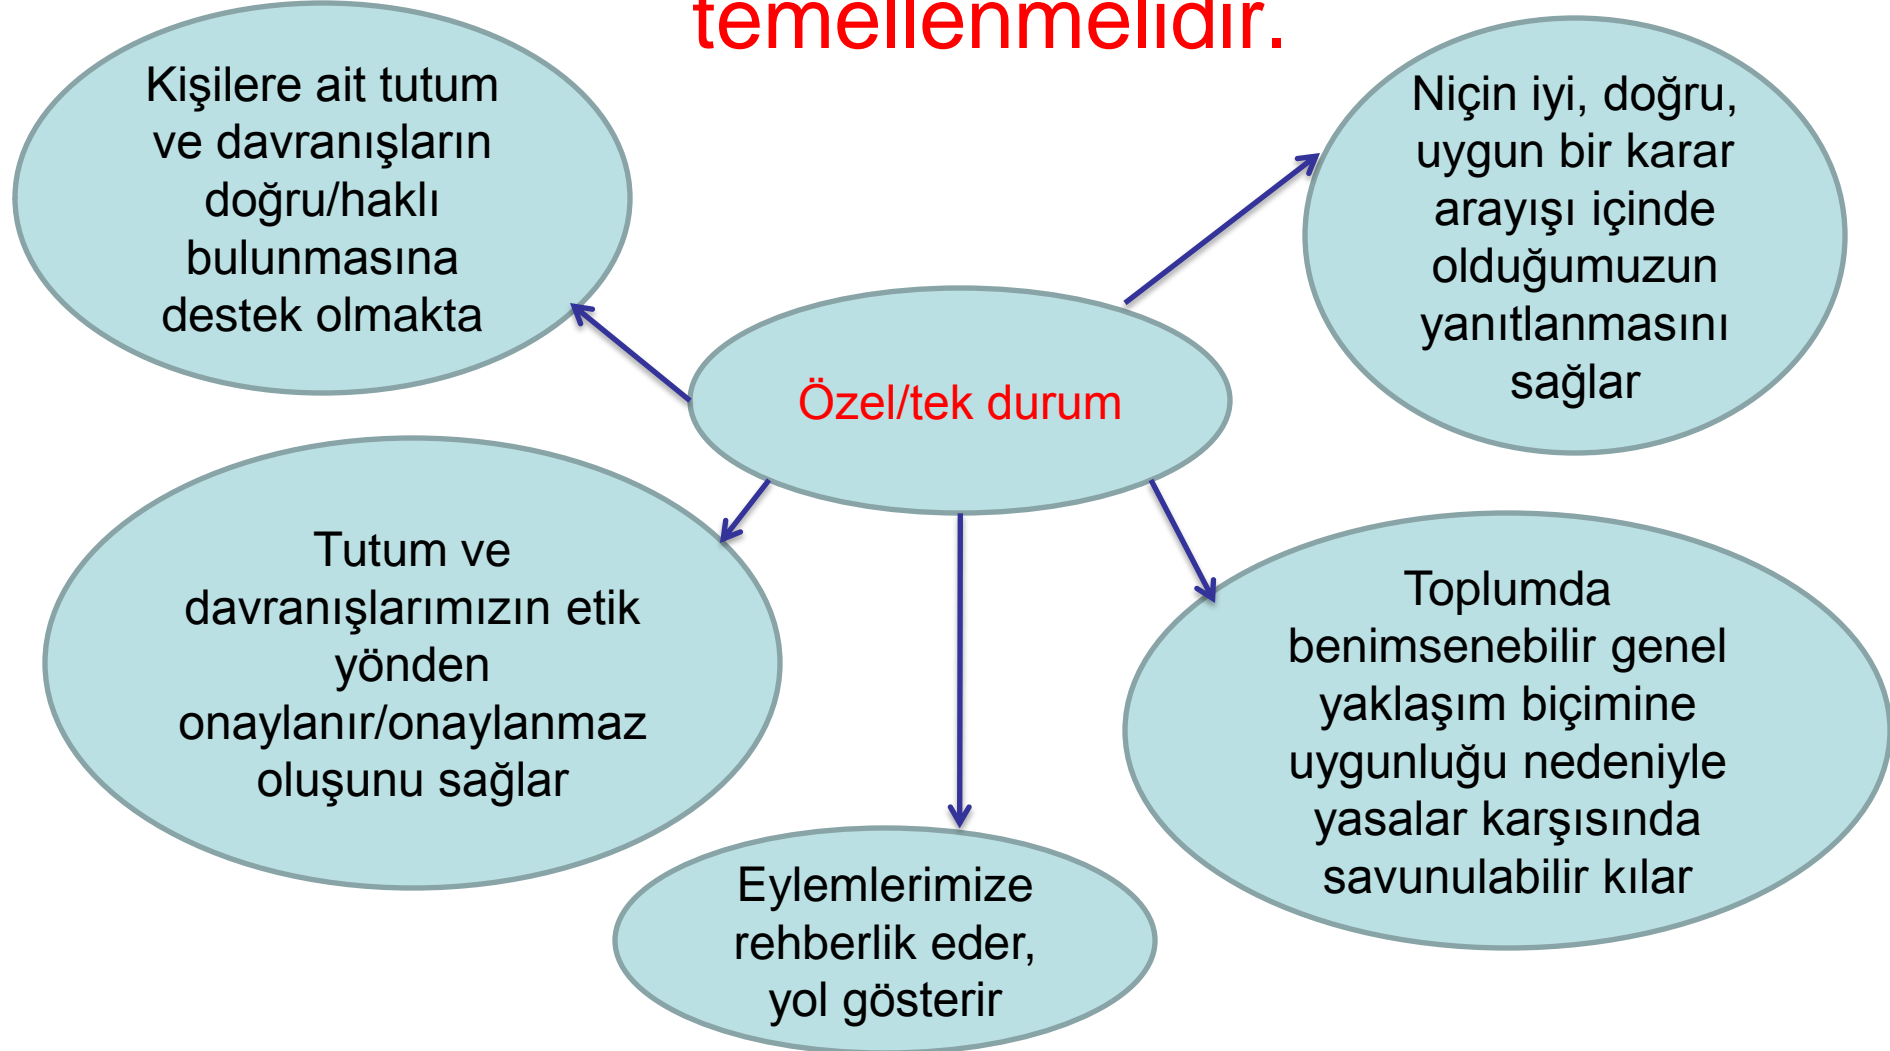 temellenmelidir.
Kişilere ait tutum
ve davranışların
doğru/haklı
bulunmasına
destek olmakta
Niçin iyi, doğru,
uygun bir karar
arayışı içinde
olduğumuzun
yanıtlanmasını
sağlar
Özel/tek durum
Tutum ve
davranışlarımızın etik
yönden
onaylanır/onaylanmaz
oluşunu sağlar
Toplumda
benimsenebilir genel
yaklaşım biçimine
uygunluğu nedeniyle
yasalar karşısında
savunulabilir kılar
Eylemlerimize
rehberlik eder,
yol gösterir